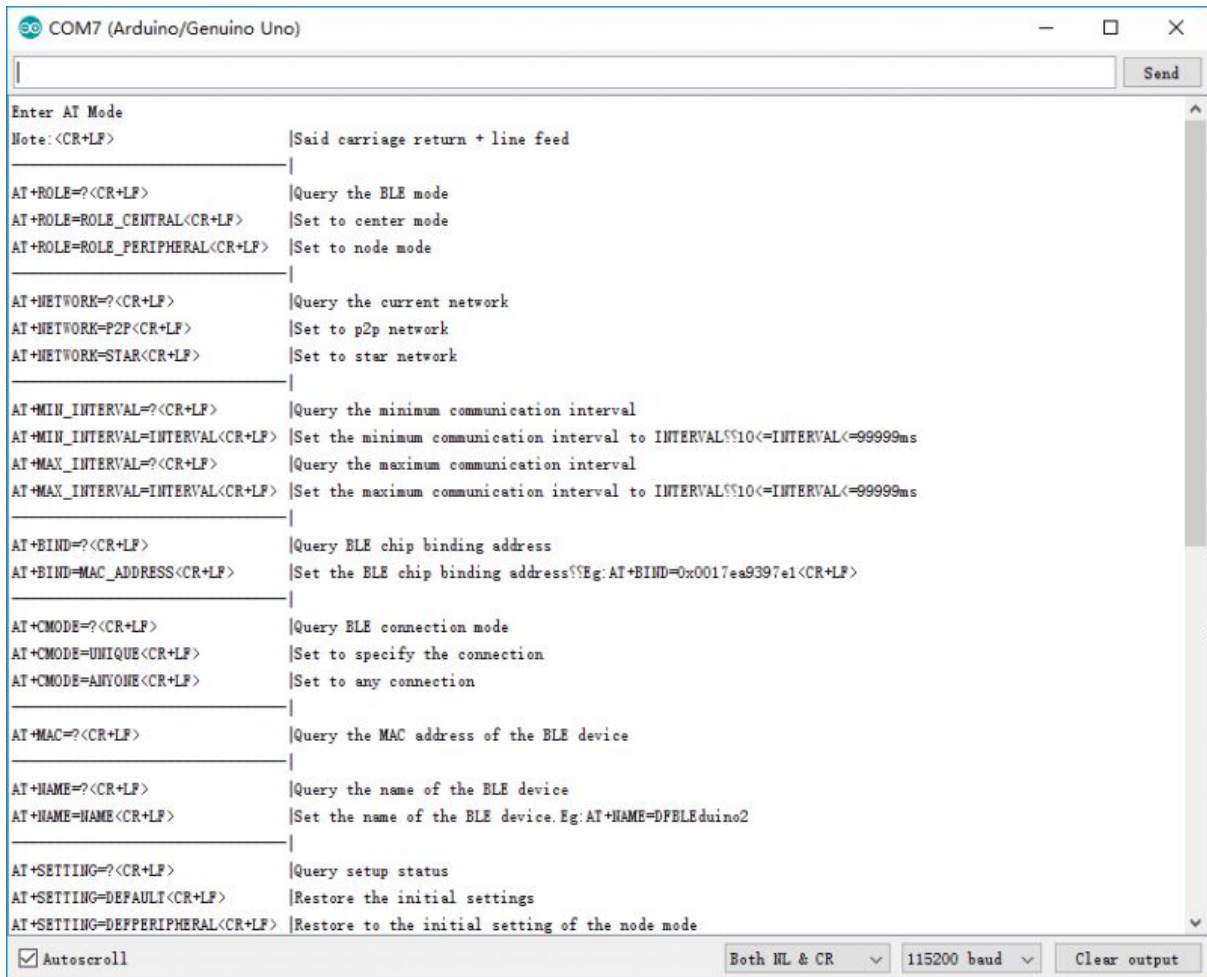 COM7 (Arduino/Genuino Uno)
Send
Enter AT Mode
Note:<CR+LF> |Said carriage return + line feed
AT+ROLE=?<CR+LF> |Query the BLE mode
AT+ROLE=ROLE_CENTRAL<CR+LF> |Set to center mode
AT+ROLE=ROLE_PERIPHERAL<CR+LF> |Set to node mode
AT+NETWORK=?<CR+LF> |Query the current network
AT+NETWORK=P2P<CR+LF> |Set to p2p network
AT+NETWORK=STAR<CR+LF> |Set to star network
AT+MIN_INTERVAL=?<CR+LF> |Query the minimum communication interval
AT+MIN_INTERVAL=INTERVAL<CR+LF> |Set the minimum communication interval to INTERVAL⸮⸮10<=INTERVAL<=99999ms
AT+MAX_INTERVAL=?<CR+LF> |Query the maximum communication interval
AT+MAX_INTERVAL=INTERVAL<CR+LF> |Set the maximum communication interval to INTERVAL⸮⸮10<=INTERVAL<=99999ms
AT+BIND=?<CR+LF> |Query BLE chip binding address
AT+BIND=MAC_ADDRESS<CR+LF> |Set the BLE chip binding address⸮⸮Eg:AT+BIND=0x0017ea9397e1<CR+LF>
AT+CMODE=?<CR+LF> |Query BLE connection mode
AT+CMODE=UNIQUE<CR+LF> |Set to specify the connection
AT+CMODE=ANYONE<CR+LF> |Set to any connection
AT+MAC=?<CR+LF> |Query the MAC address of the BLE device
AT+NAME=?<CR+LF> |Query the name of the BLE device
AT+NAME=NAME<CR+LF> |Set the name of the BLE device.Eg:AT+NAME=DFBLEduino2
AT+SETTING=?<CR+LF> |Query setup status
AT+SETTING=DEFAULT<CR+LF> |Restore the initial settings
AT+SETTING=DEFPERIPHERAL<CR+LF> |Restore to the initial setting of the node mode
Autoscroll
Both NL & CR
115200 baud
Clear output